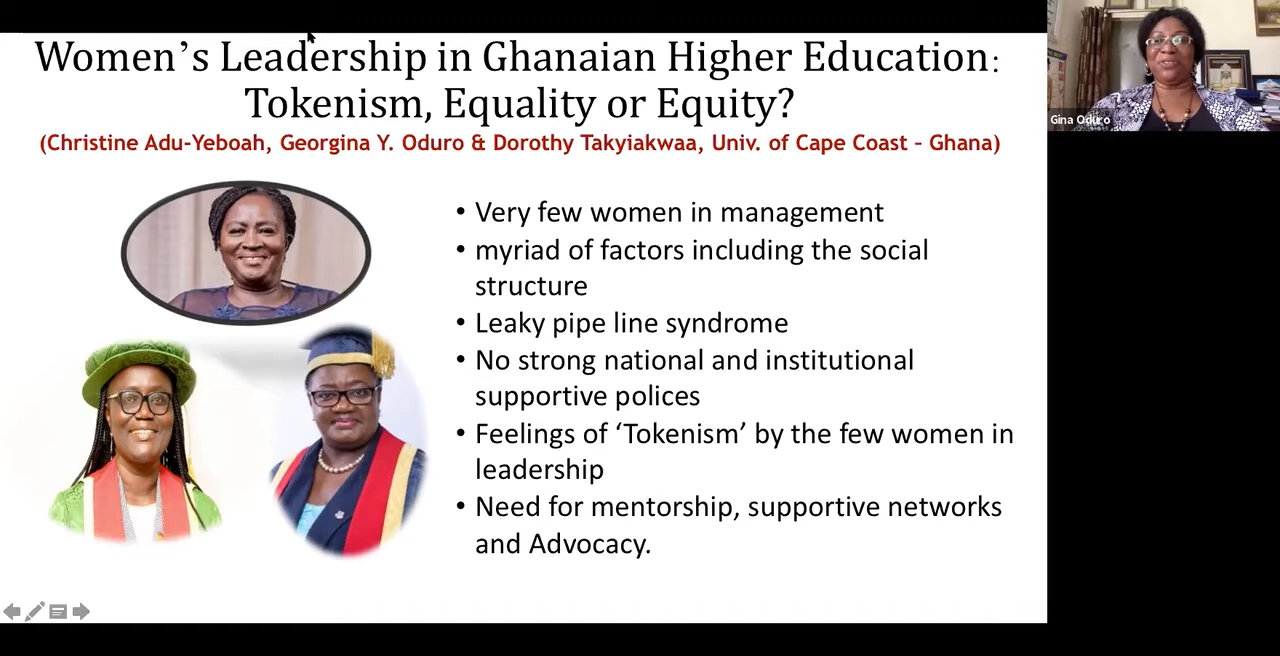 Women’s Leadership in Ghanaian Higher Education:
Tokenism, Equality or Equity?
(Christine Adu-Yeboah, Georgina Y. Oduro & Dorothy Takyiakwaa, Univ. of Cape Coast – Ghana)
• Very few women in management
• myriad of factors including the social
structure
• Leaky pipe line syndrome
• No strong national and institutional
supportive polices
• Feelings of ‘Tokenism’ by the few women in
leadership
• Need for mentorship, supportive networks
and Advocacy.
Gina Oduro